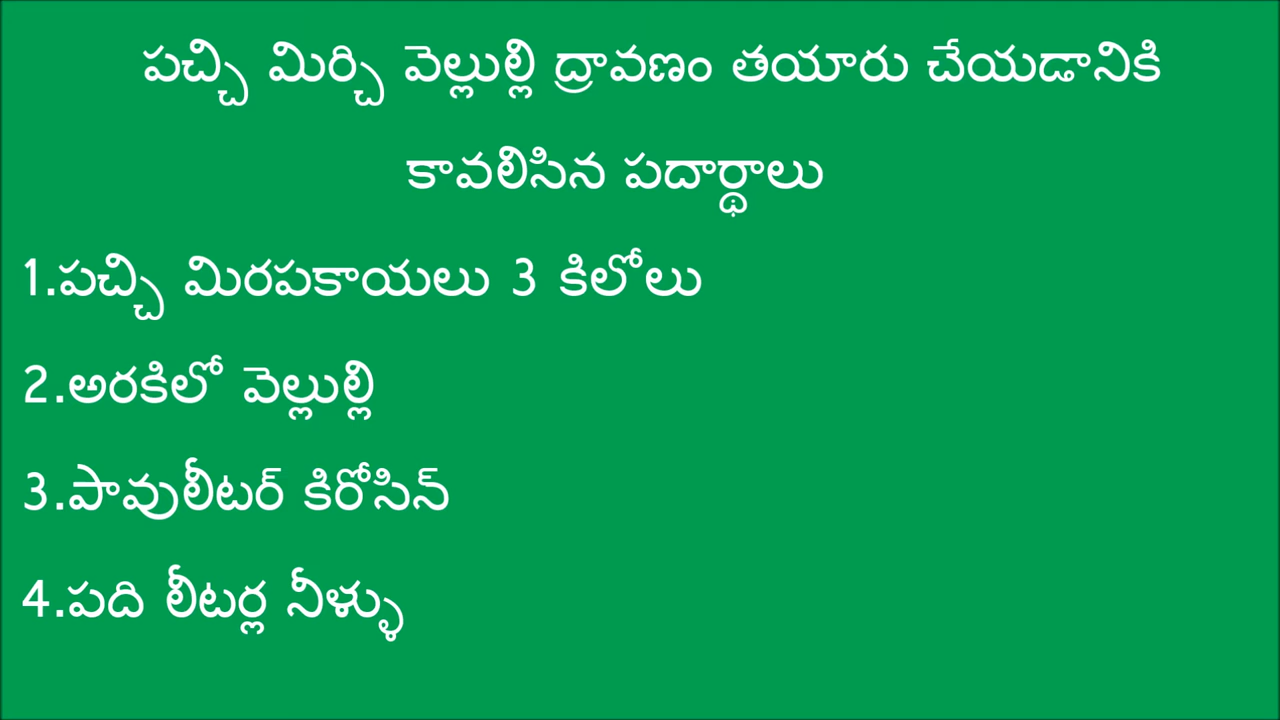 పచ్చి మిర్చి వెల్లుల్లి ద్రావణం తయారు చేయడానికి
కావలిసిన పదార్థాలు
1.పచ్చి మిరపకాయలు 3 కిలోలు
2.అరకిలో వెల్లుల్లి
3.పావులీటర్ కిరోసిన్
4.పది లీటర్ల నీళ్ళు